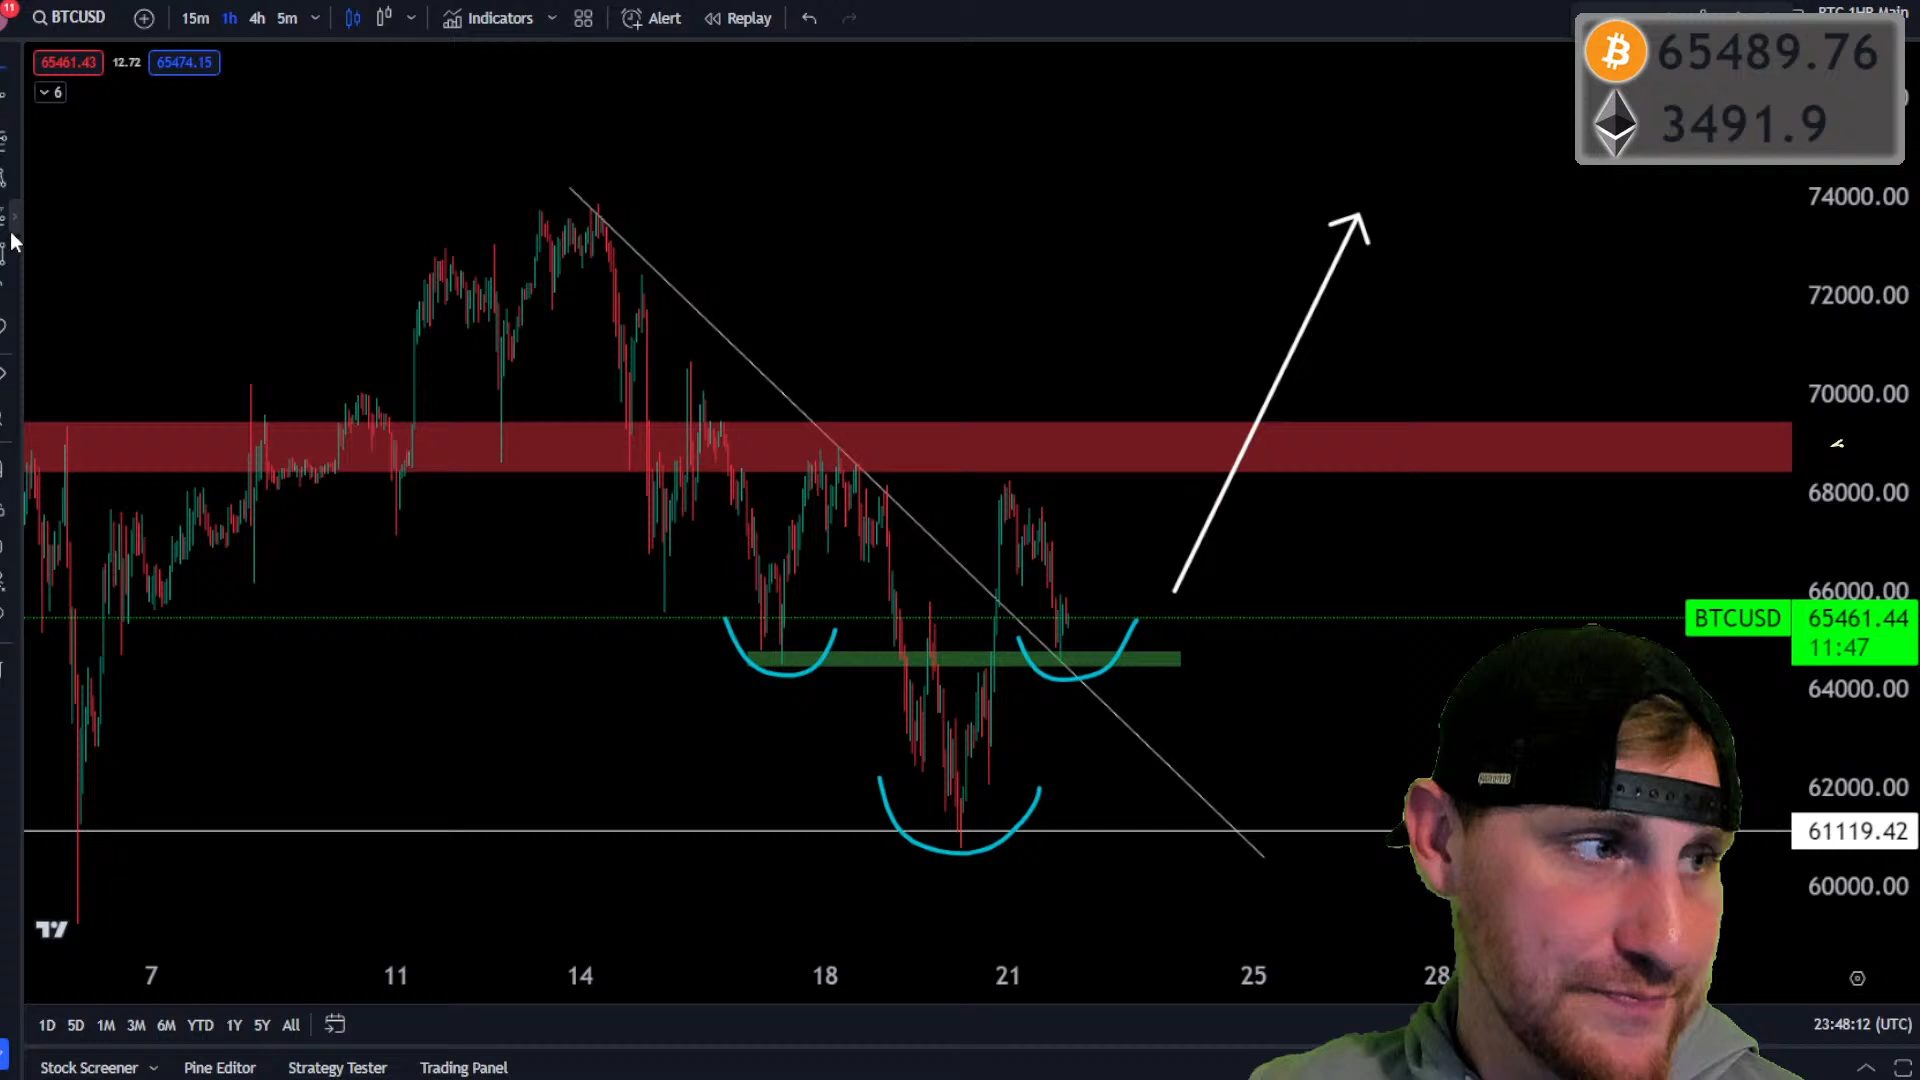 11
BTCUSD 15m 1h 4h 5m Indicators Alert Replay
BTC 1HR Main
65461.43 12.72 65474.15
6
65489.76
3491.9
74000.00
72000.00
70000.00
68000.00
66000.00
BTCUSD 65461.44
11:47
64000.00
62000.00
61119.42
60000.00
7 11 14 18 21 25 28
1D 5D 1M 3M 6M YTD 1Y 5Y All
23:48:12 (UTC)
Stock Screener Pine Editor Strategy Tester Trading Panel